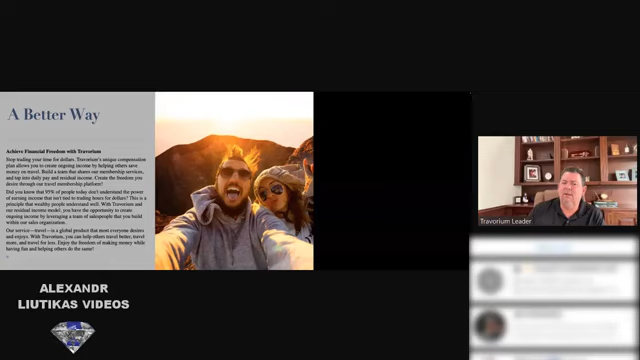 A Better Way
Achieve Financial Freedom with Travorium
Stop trading your time for dollars. Travorium's unique compensation
plan allows you to create ongoing income by helping others save
money on travel. Build a team that shares our membership services,
and tap into daily pay and residual income. Create the freedom you
desire through our travel membership platform!
Did you know that 95% of people today don't understand the power
of earning income that isn't tied to trading hours for dollars? This is a
principle that wealthy people understand well. With Travorium and
our residual income model, you have the opportunity to create
ongoing income by leveraging a team of salespeople that you build
within our sales organization.
Our service—travel—is a global product that most everyone desires
and enjoys. With Travorium, you can help others travel better, travel
more, and travel for less. Enjoy the freedom of making money while
having fun and helping others do the same!
Travorium Leader
ALEXANDR
LIUTIKAS VIDEOS